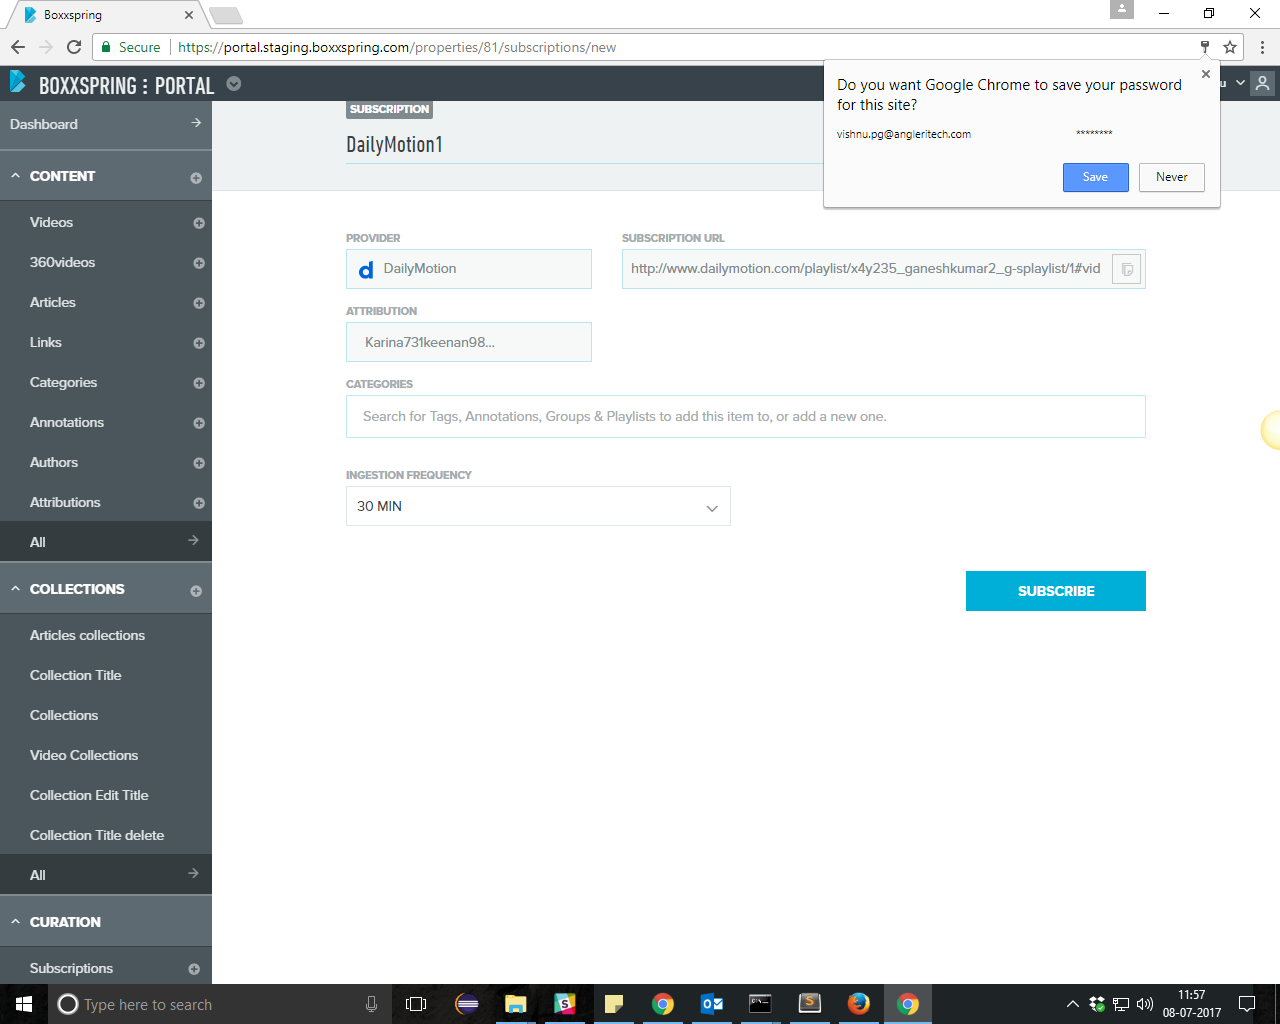 Boxxspring
Secure https://portal.staging.boxxspring.com/properties/81/subscriptions/new
BOXXSPRING : PORTAL
u
Do you want Google Chrome to save your password
for this site?
vishnu.pg@angleritech.com ********
Save Never
Dashboard
CONTENT
Videos
360videos
Articles
Links
Categories
Annotations
Authors
Attributions
All
COLLECTIONS
Articles collections
Collection Title
Collections
Video Collections
Collection Edit Title
Collection Title delete
All
CURATION
Subscriptions
SUBSCRIPTION
DailyMotion1
PROVIDER
d DailyMotion
SUBSCRIPTION URL
http://www.dailymotion.com/playlist/x4y235_ganeshkumar2_g-splaylist/1#vid
ATTRIBUTION
Karina731keenan98...
CATEGORIES
Search for Tags, Annotations, Groups & Playlists to add this item to, or add a new one.
INGESTION FREQUENCY
30 MIN
SUBSCRIBE
Type here to search
11:57
08-07-2017